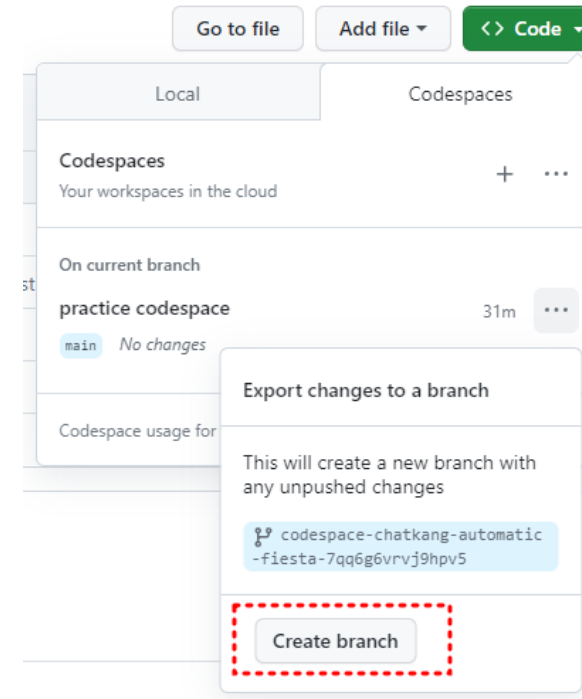 Go to file Add file <> Code
Local Codespaces
Codespaces
Your workspaces in the cloud
On current branch
st
practice codespace 31m
main No changes
Export changes to a branch
Codespace usage for
This will create a new branch with
any unpushed changes
codespace-chatkang-automatic
-fiesta-7qq6g6vrvj9hpv5
Create branch